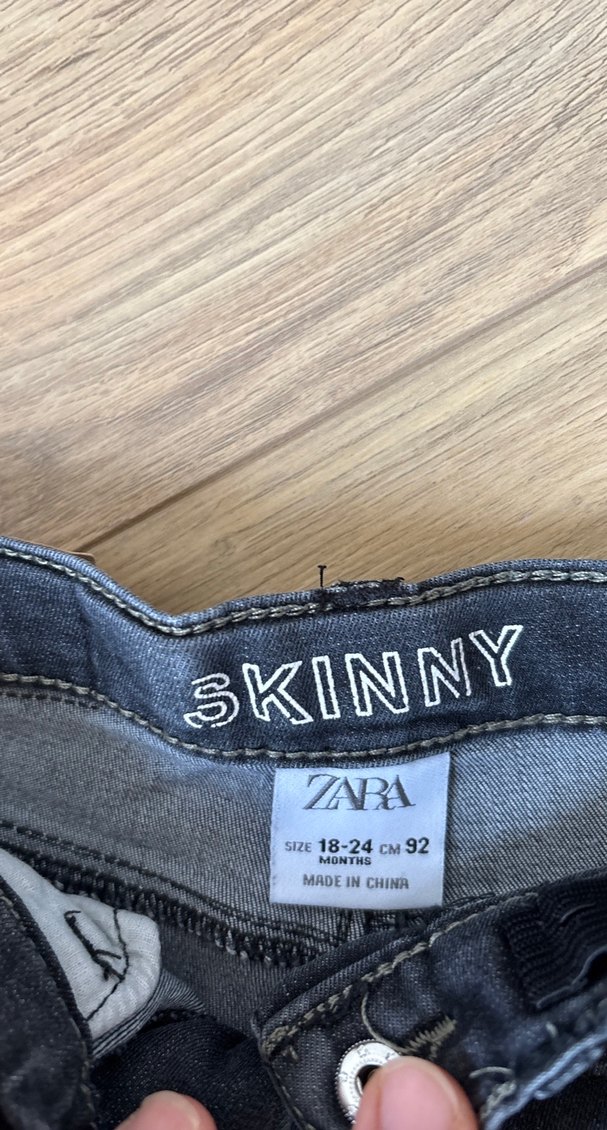 SKINNY
ZARA
SIZE 18-24 CM 92
MONTHS
MADE IN CHINA